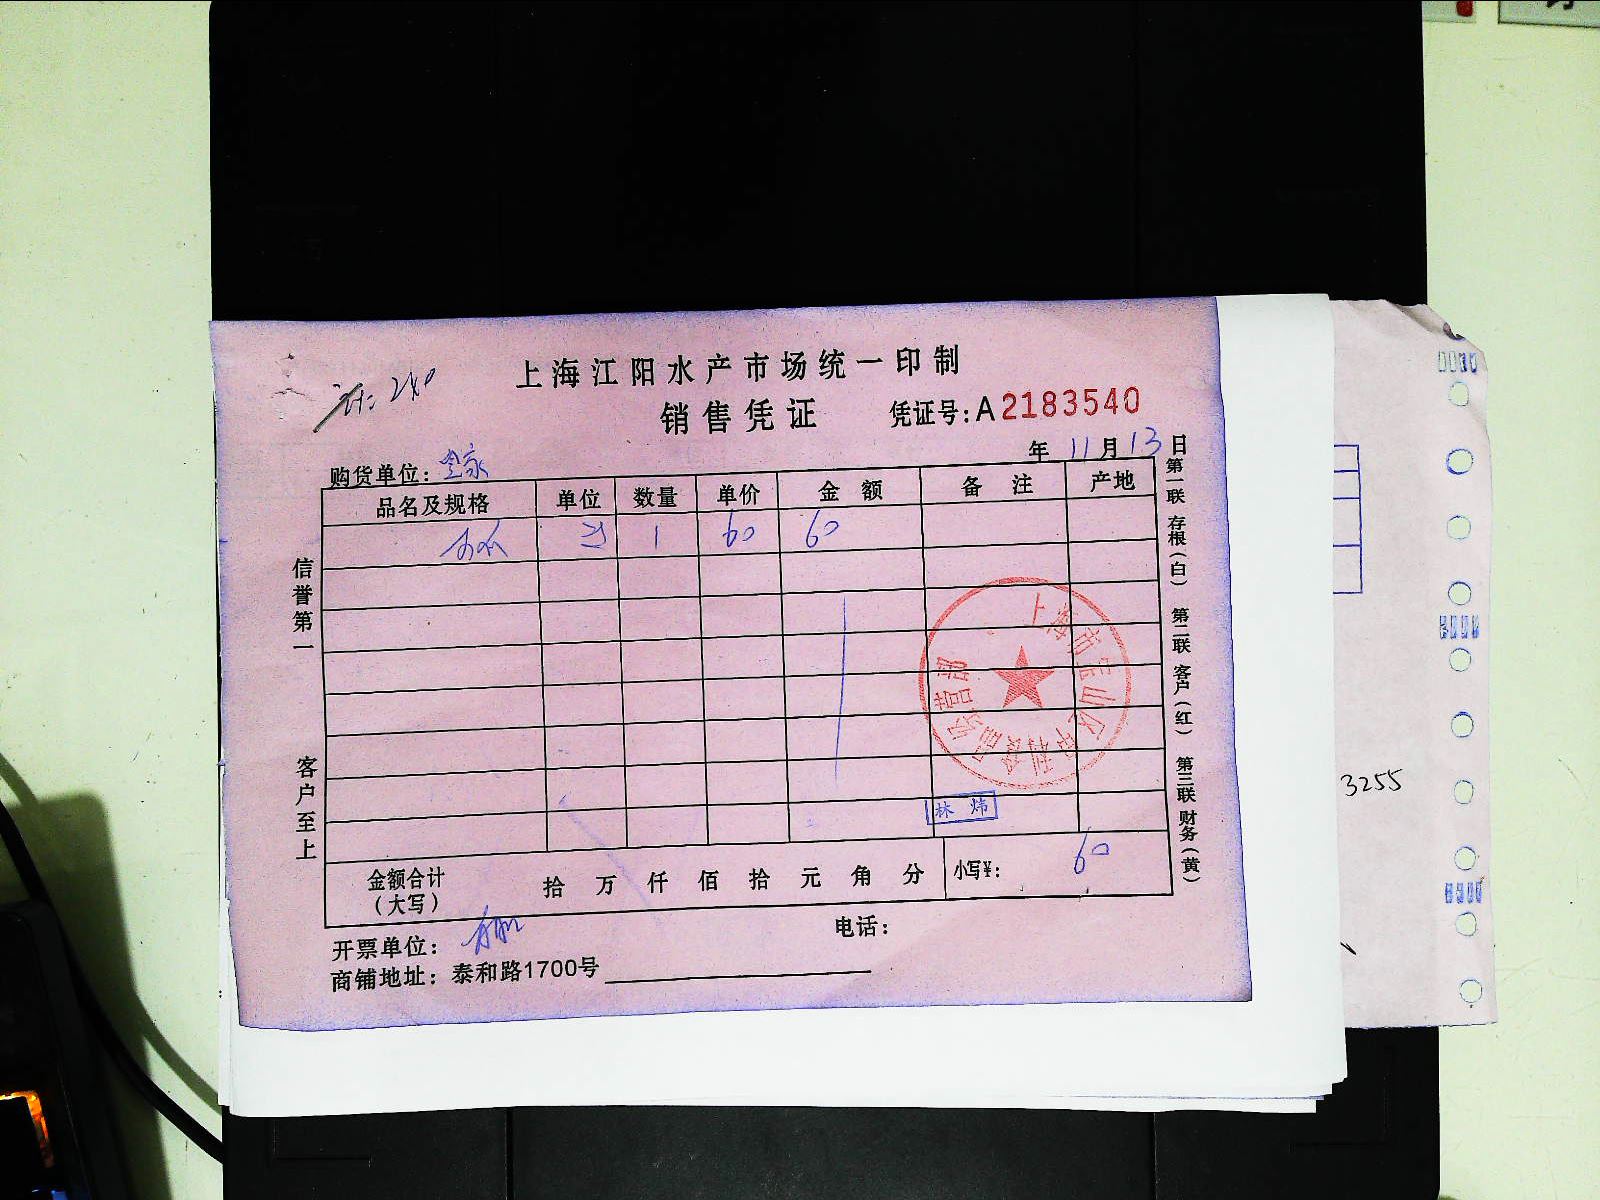 上海江阳水产市场统一印制
销售凭证 凭证号:A2183540
年 11月13日
购货单位:
品名及规格 单位 数量 单价 金额 备注 产地
1 60 60
金额合计(大写) 拾 万 仟 佰 拾 元 角 分 小写¥: 60
开票单位:
电话:
商铺地址: 泰和路1700号
信誉第一
客户至上
第一联 存根(白) 第二联 客户(红) 第三联 财务(黄)
林炜
3255